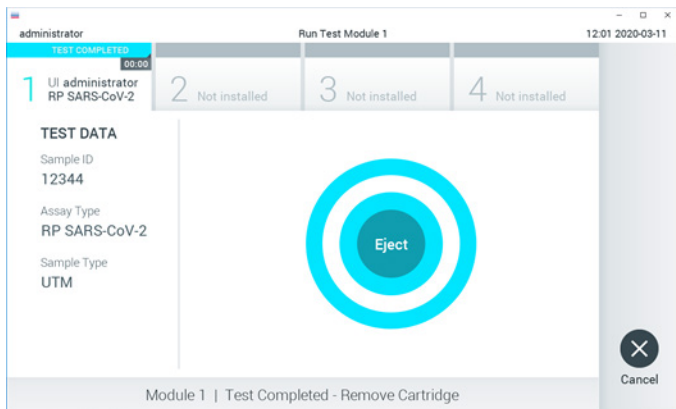 administrator Run Test Module 1 12:01 2020-03-11
TEST COMPLETED
00:00
1 UI administrator
RP SARS-CoV-2
2 Not installed
3 Not installed
4 Not installed
TEST DATA
Sample ID
12344
Assay Type
RP SARS-CoV-2
Sample Type
UTM
Eject
Cancel
Module 1 | Test Completed - Remove Cartridge